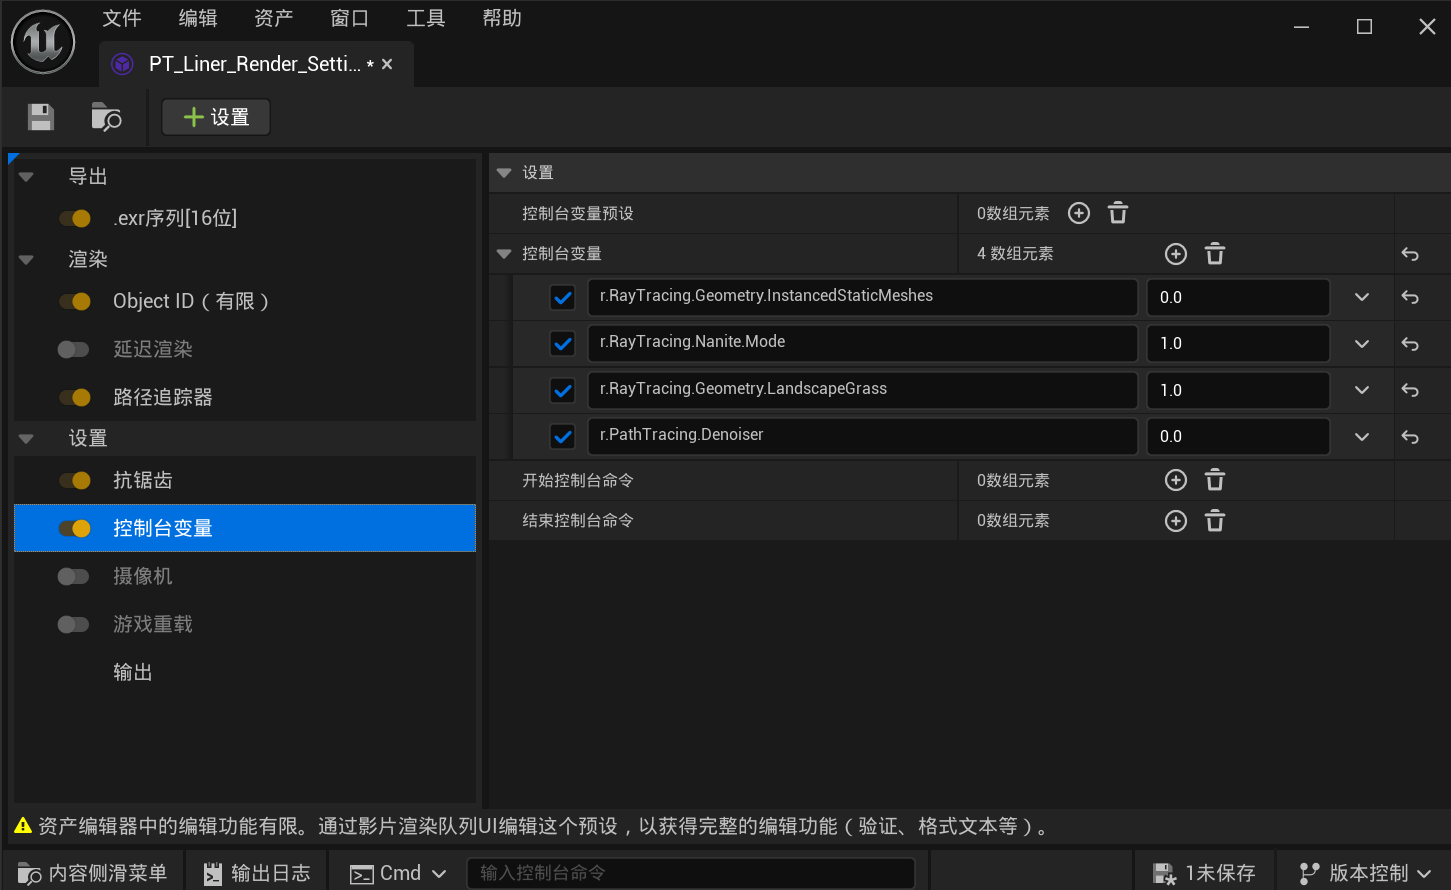 文件 编辑 资产 窗口 工具 帮助
PT_Liner_Render_Setti... *
设置
导出
.exr序列[16位]
渲染
Object ID（有限）
延迟渲染
路径追踪器
设置
抗锯齿
控制台变量
摄像机
游戏重载
输出
设置
控制台变量预设 0数组元素
控制台变量 4 数组元素
r.RayTracing.Geometry.InstancedStaticMeshes 0.0
r.RayTracing.Nanite.Mode 1.0
r.RayTracing.Geometry.LandscapeGrass 1.0
r.PathTracing.Denoiser 0.0
开始控制台命令 0数组元素
结束控制台命令 0数组元素
资产编辑器中的编辑功能有限。通过影片渲染队列UI编辑这个预设，以获得完整的编辑功能（验证、格式文本等）。
内容侧滑菜单 输出日志 Cmd 输入控制台命令 1未保存 版本控制